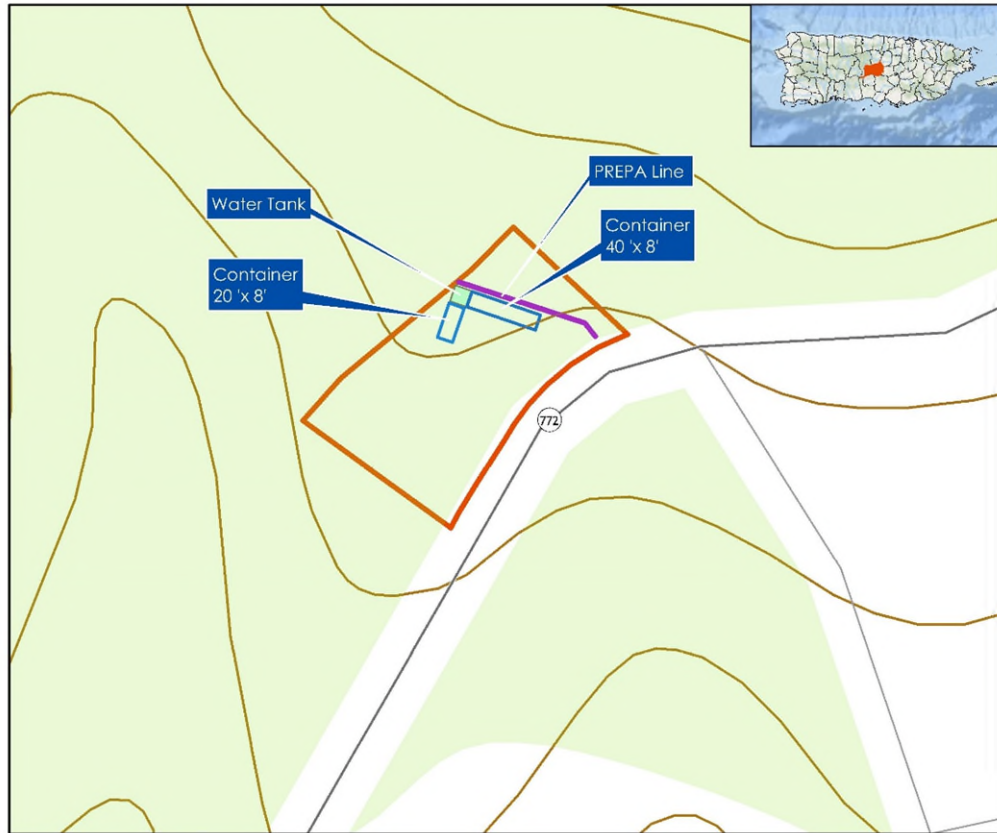 PREPA Line
Water Tank
Container
40 'x 8'
Container
20 'x 8'
772